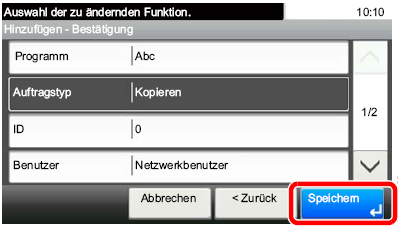 Auswahl der zu ändernden Funktion. 10:10
Hinzufügen - Bestätigung
Programm Abc
Auftragstyp Kopieren
1/2
ID 0
Benutzer Netzwerkbenutzer
Abbrechen < Zurück Speichern